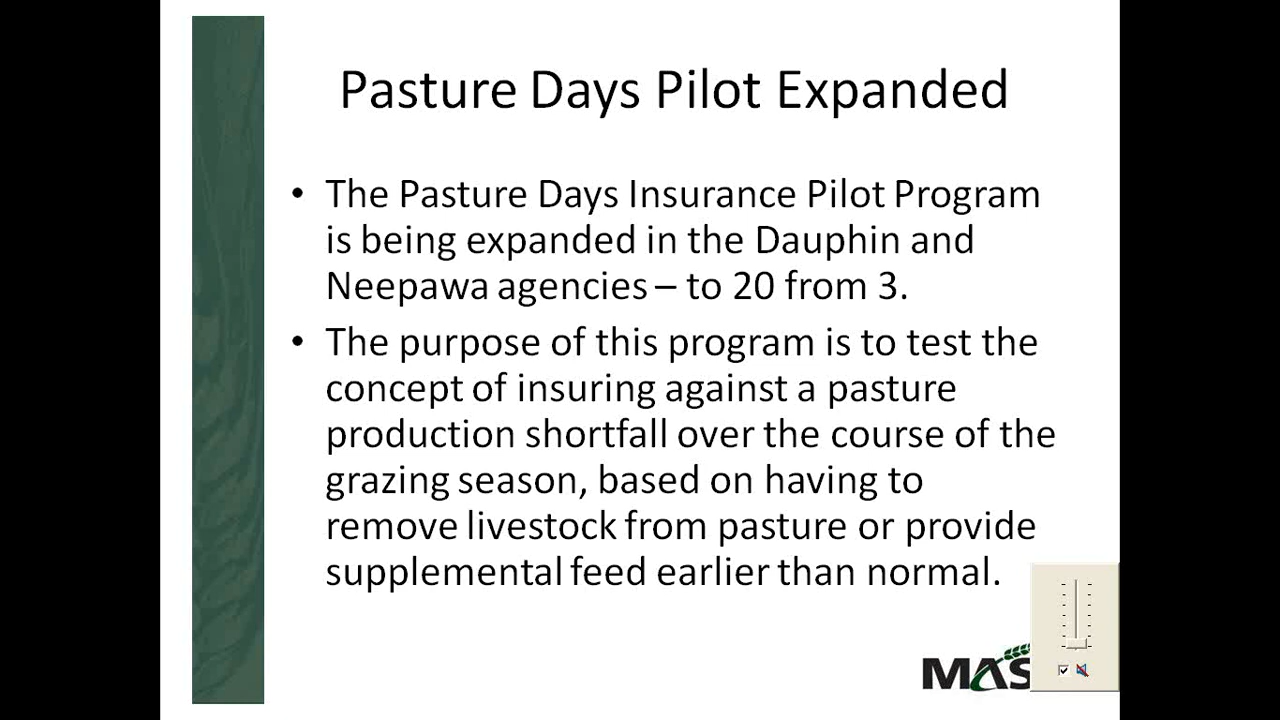 Pasture Days Pilot Expanded
• The Pasture Days Insurance Pilot Program
is being expanded in the Dauphin and
Neepawa agencies – to 20 from 3.
• The purpose of this program is to test the
concept of insuring against a pasture
production shortfall over the course of the
grazing season, based on having to
remove livestock from pasture or provide
supplemental feed earlier than normal.
MAS